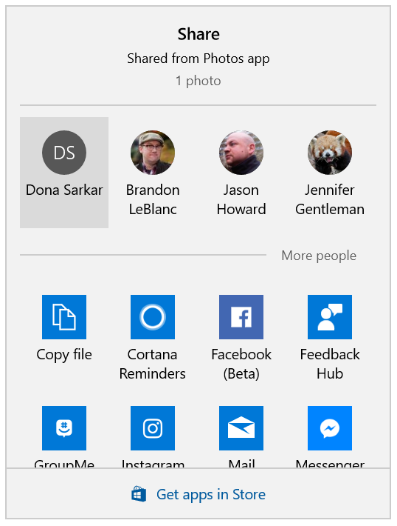 Share
Shared from Photos app
1 photo
DS
Dona Sarkar
Brandon
LeBlanc
Jason
Howard
Jennifer
Gentleman
More people
Copy file
Cortana
Reminders
Facebook
(Beta)
Feedback
Hub
GroupMe
Instagram
Mail
Messenger
Get apps in Store